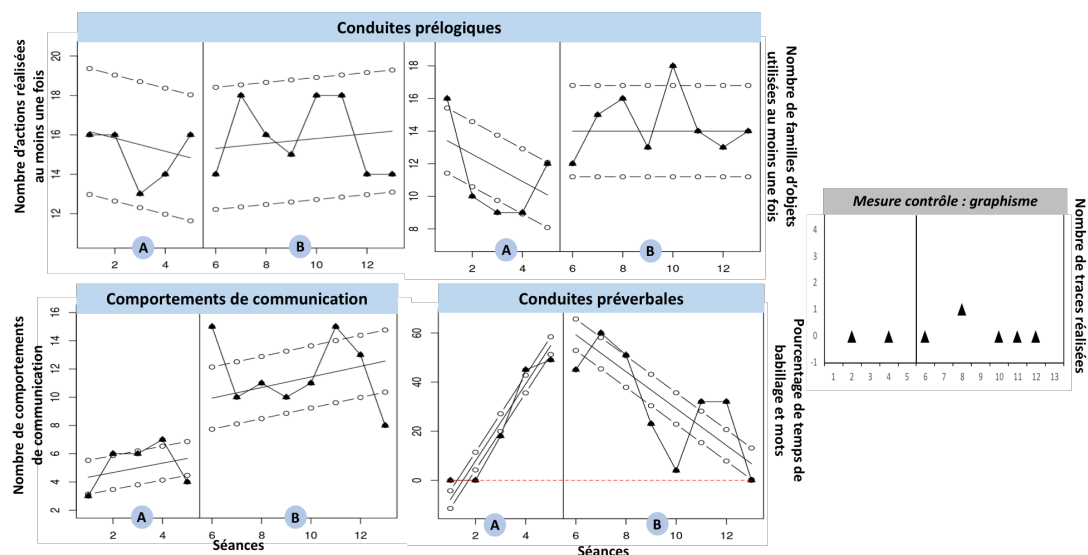 Conduites prélogiques
Nombre d'actions réalisées
au moins une fois
20
18
16
14
12
2
4
6
8
10
12
A
B
Nombre de familles d'objets
utilisées au moins une fois
18
16
14
12
10
8
2
4
6
8
10
12
A
B
Mesure contrôle : graphisme
Nombre de traces réalisées
4
3
2
1
0
-1
1
2
3
4
5
6
7
8
9
10
11
12
13
Comportements de communication
Nombre de comportements
de communication
16
14
12
10
8
6
4
2
2
4
6
8
10
12
A
B
Séances
Conduites préverbales
Pourcentage de temps de
babillage et mots
60
40
20
0
2
4
6
8
10
12
A
B
Séances